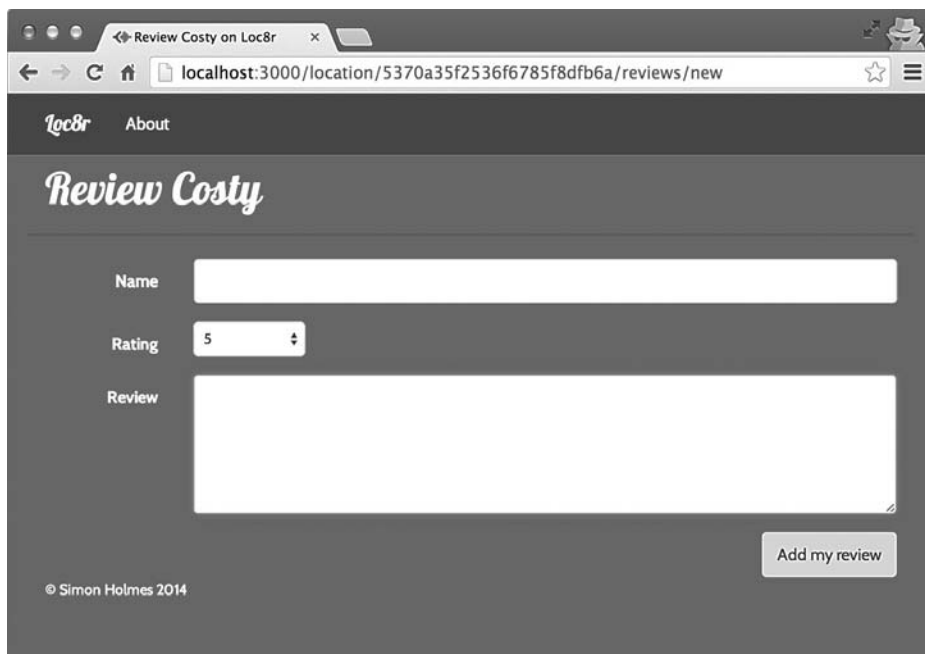 Review Costy on Loc8r
localhost:3000/location/5370a35f2536f6785f8dfb6a/reviews/new
Loc8r About
Review Costy
Name
Rating 5
Review
Add my review
© Simon Holmes 2014